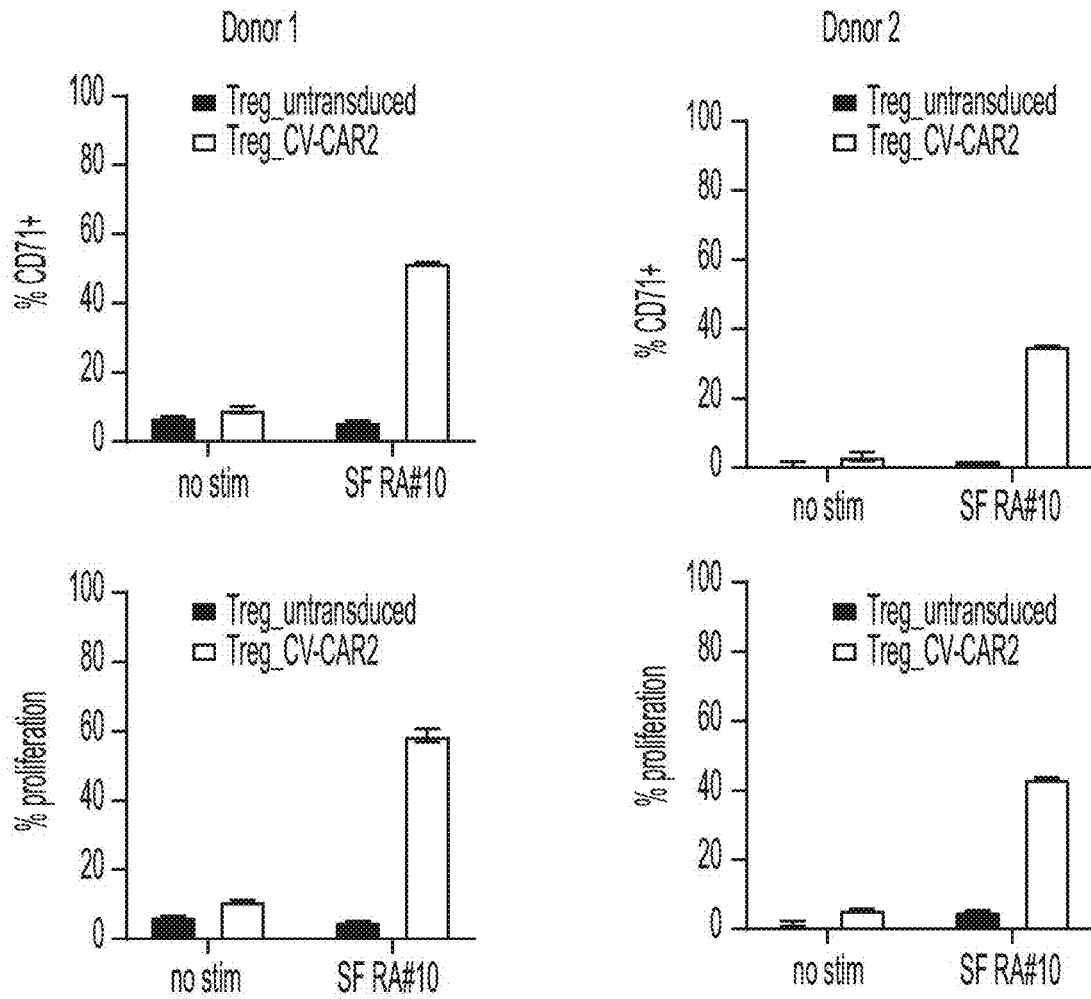 Donor 1
Treg_untransduced
Treg_CV-CAR2
% CD71+
100
80
60
40
20
0
no stim SF RA#10
Donor 2
Treg_untransduced
Treg_CV-CAR2
% CD71+
100
80
60
40
20
0
no stim SF RA#10
Treg_untransduced
Treg_CV-CAR2
% proliferation
100
80
60
40
20
0
no stim SF RA#10
Treg_untransduced
Treg_CV-CAR2
% proliferation
100
80
60
40
20
0
no stim SF RA#10